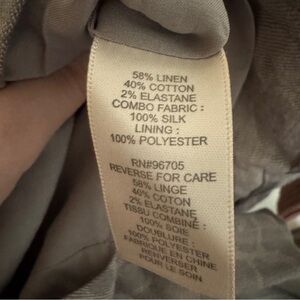 58% LINEN
40% COTTON
2% ELASTANE
COMBO FABRIC :
100% SILK
LINING :
100% POLYESTER
RN#96705
REVERSE FOR CARE
58% LINGE
40% COTON
2% ELASTANE
TISSU COMBINÉ :
100% SOIE
DOUBLURE :
100% POLYESTER
FABRIQUE EN CHINE
RENVERSER
POUR LE SOIN